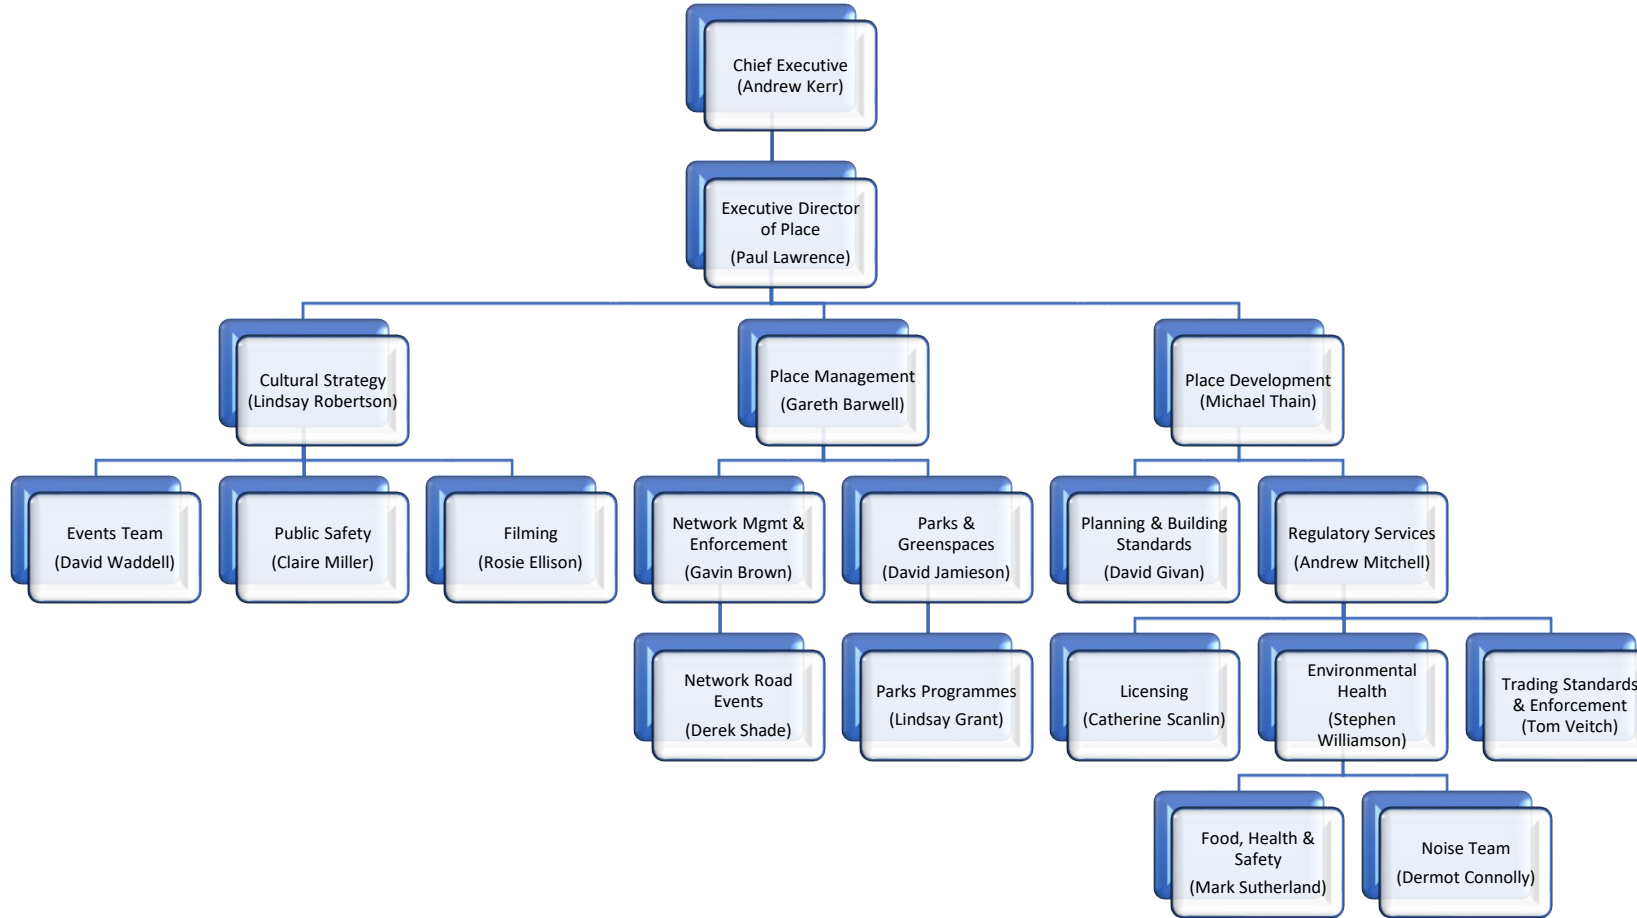 Chief Executive
(Andrew Kerr)
Executive Director
of Place
(Paul Lawrence)
Cultural Strategy
(Lindsay Robertson)
Place Management
(Gareth Barwell)
Place Development
(Michael Thain)
Events Team
(David Waddell)
Public Safety
(Claire Miller)
Filming
(Rosie Ellison)
Network Mgmt &
Enforcement
(Gavin Brown)
Parks &
Greenspaces
(David Jamieson)
Planning & Building
Standards
(David Givan)
Regulatory Services
(Andrew Mitchell)
Network Road
Events
(Derek Shade)
Parks Programmes
(Lindsay Grant)
Licensing
(Catherine Scanlin)
Environmental
Health
(Stephen
Williamson)
Trading Standards
& Enforcement
(Tom Veitch)
Food, Health &
Safety
(Mark Sutherland)
Noise Team
(Dermot Connolly)